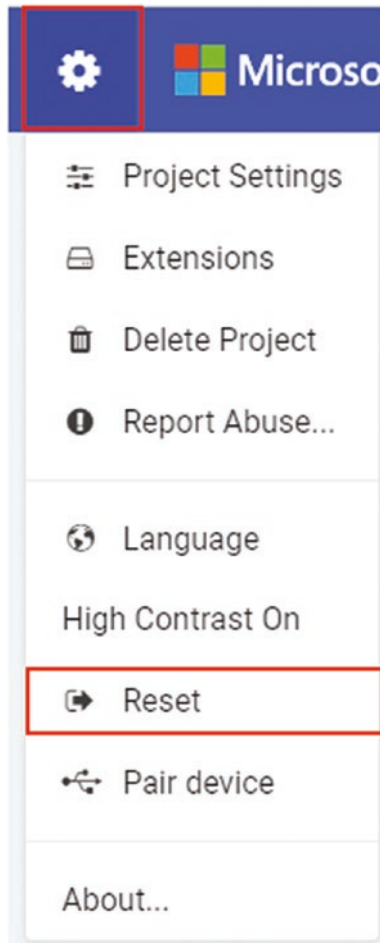 Microso
Project Settings
Extensions
Delete Project
Report Abuse...
Language
High Contrast On
Reset
Pair device
About...